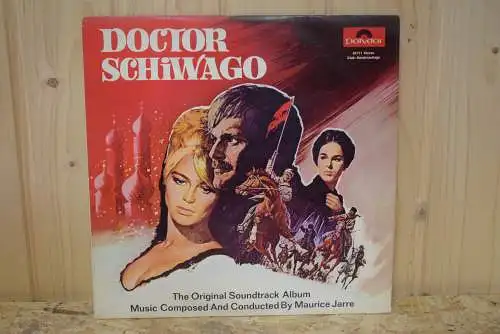 DOCTOR
SCHiWAGO
Polydor
The Original Soundtrack Album
Music Composed And Conducted By Maurice Jarre